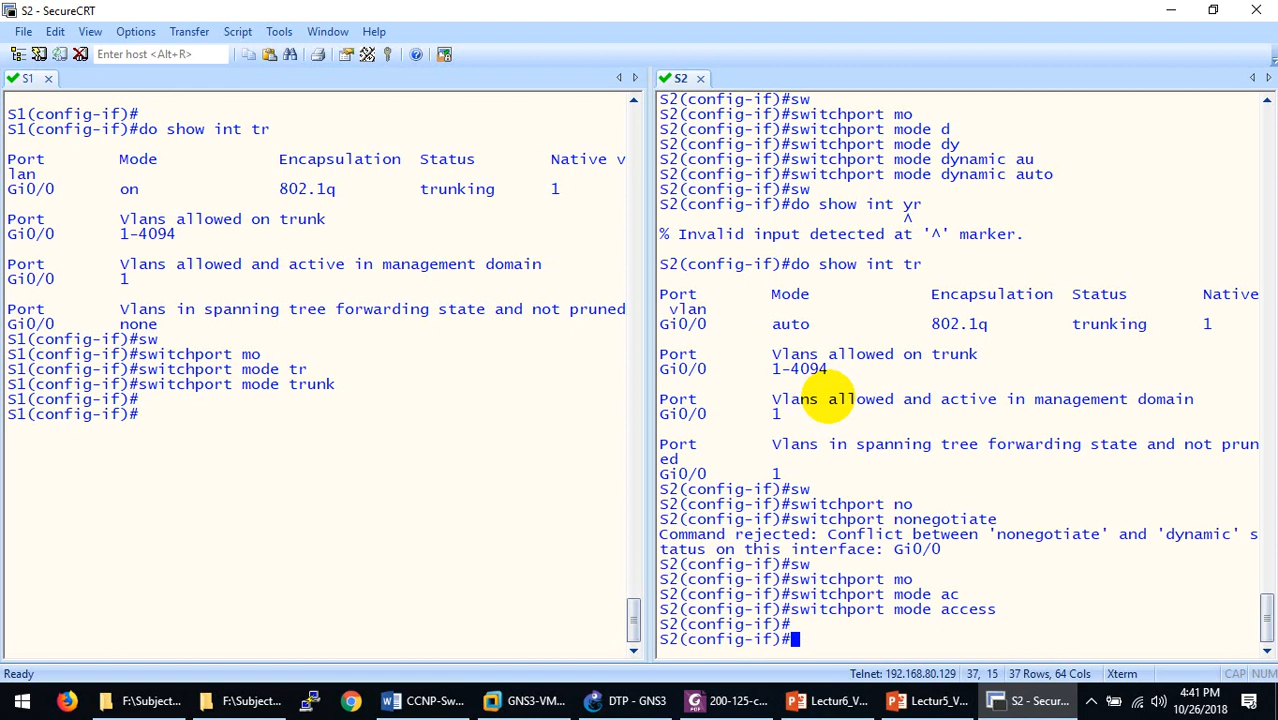 S2 - SecureCRT
File Edit View Options Transfer Script Tools Window Help
Enter host <Alt+R>
S1
S1(config-if)#
S1(config-if)#do show int tr
Port Mode Encapsulation Status Native v
lan
Gi0/0 on 802.1q trunking 1
Port Vlans allowed on trunk
Gi0/0 1-4094
Port Vlans allowed and active in management domain
Gi0/0 1
Port Vlans in spanning tree forwarding state and not pruned
Gi0/0 none
S1(config-if)#sw
S1(config-if)#switchport mo
S1(config-if)#switchport mode tr
S1(config-if)#switchport mode trunk
S1(config-if)#
S1(config-if)#
S2
S2(config-if)#sw
S2(config-if)#switchport mo
S2(config-if)#switchport mode d
S2(config-if)#switchport mode dy
S2(config-if)#switchport mode dynamic au
S2(config-if)#switchport mode dynamic auto
S2(config-if)#sw
S2(config-if)#do show int yr
^
% Invalid input detected at '^' marker.
S2(config-if)#do show int tr
Port Mode Encapsulation Status Native
vlan
Gi0/0 auto 802.1q trunking 1
Port Vlans allowed on trunk
Gi0/0 1-4094
Port Vlans allowed and active in management domain
Gi0/0 1
Port Vlans in spanning tree forwarding state and not prun
ed
Gi0/0 1
S2(config-if)#sw
S2(config-if)#switchport no
S2(config-if)#switchport nonegotiate
Command rejected: Conflict between 'nonegotiate' and 'dynamic' s
tatus on this interface: Gi0/0
S2(config-if)#sw
S2(config-if)#switchport mo
S2(config-if)#switchport mode ac
S2(config-if)#switchport mode access
S2(config-if)#
S2(config-if)#
Ready Telnet: 192.168.80.129 37, 15 37 Rows, 64 Cols Xterm CAP NUM
F:\Subject... F:\Subject... CCNP-Sw... GNS3-VM... DTP - GNS3 200-125-c... Lectur6_V... Lectur5_V... S2 - Secur... 4:41 PM
10/26/2018